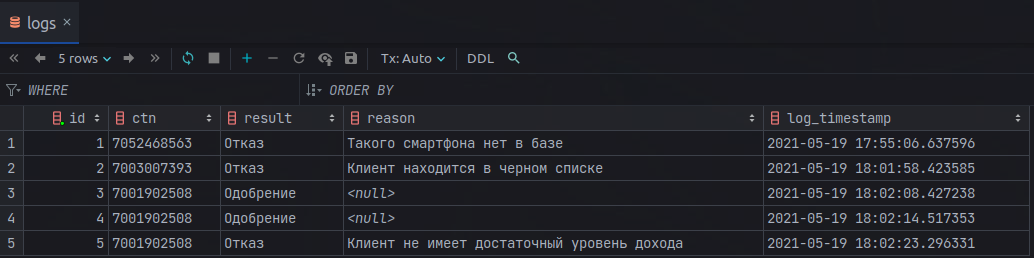 logs ×
5 rows Tx: Auto DDL
WHERE ORDER BY
id ctn result reason log_timestamp
1 1 7052468563 Отказ Такого смартфона нет в базе 2021-05-19 17:55:06.637596
2 2 7003007393 Отказ Клиент находится в черном списке 2021-05-19 18:01:58.423585
3 3 7001902508 Одобрение <null> 2021-05-19 18:02:08.427238
4 4 7001902508 Одобрение <null> 2021-05-19 18:02:14.517353
5 5 7001902508 Отказ Клиент не имеет достаточный уровень дохода 2021-05-19 18:02:23.296331